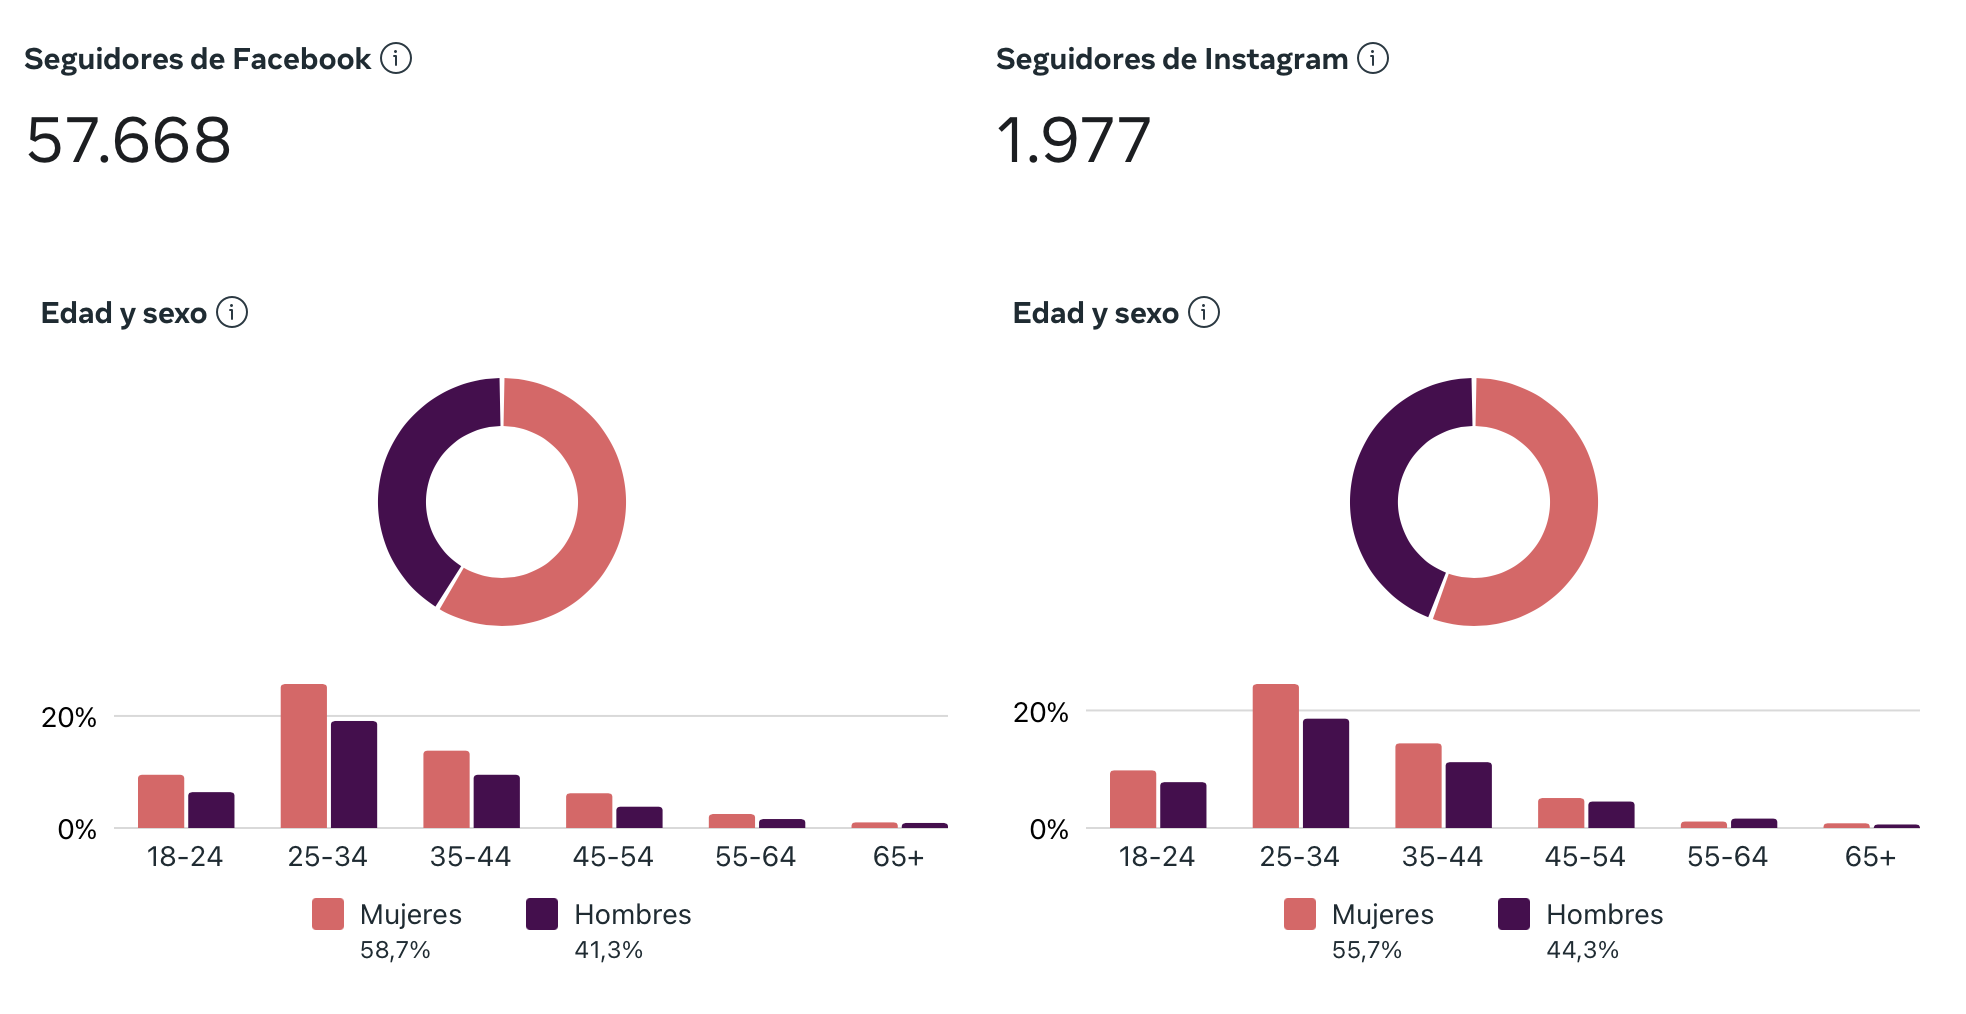 Seguidores de Facebook
57.668
Edad y sexo
20%
0%
18-24 25-34 35-44 45-54 55-64 65+
Mujeres Hombres
58,7% 41,3%
Seguidores de Instagram
1.977
Edad y sexo
20%
0%
18-24 25-34 35-44 45-54 55-64 65+
Mujeres Hombres
55,7% 44,3%